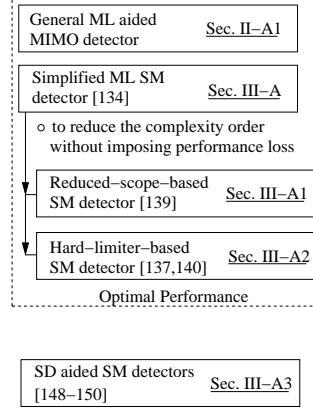 General ML aided
MIMO detector
Sec. II−A1
Simplified ML SM
detector [134]
Sec. III−A
to reduce the complexity order
without imposing performance loss
Reduced−scope−based
SM detector [139]
Sec. III−A1
Hard−limiter−based
SM detector [137,140]
Sec. III−A2
Optimal Performance
SD aided SM detectors
[148−150]
Sec. III−A3